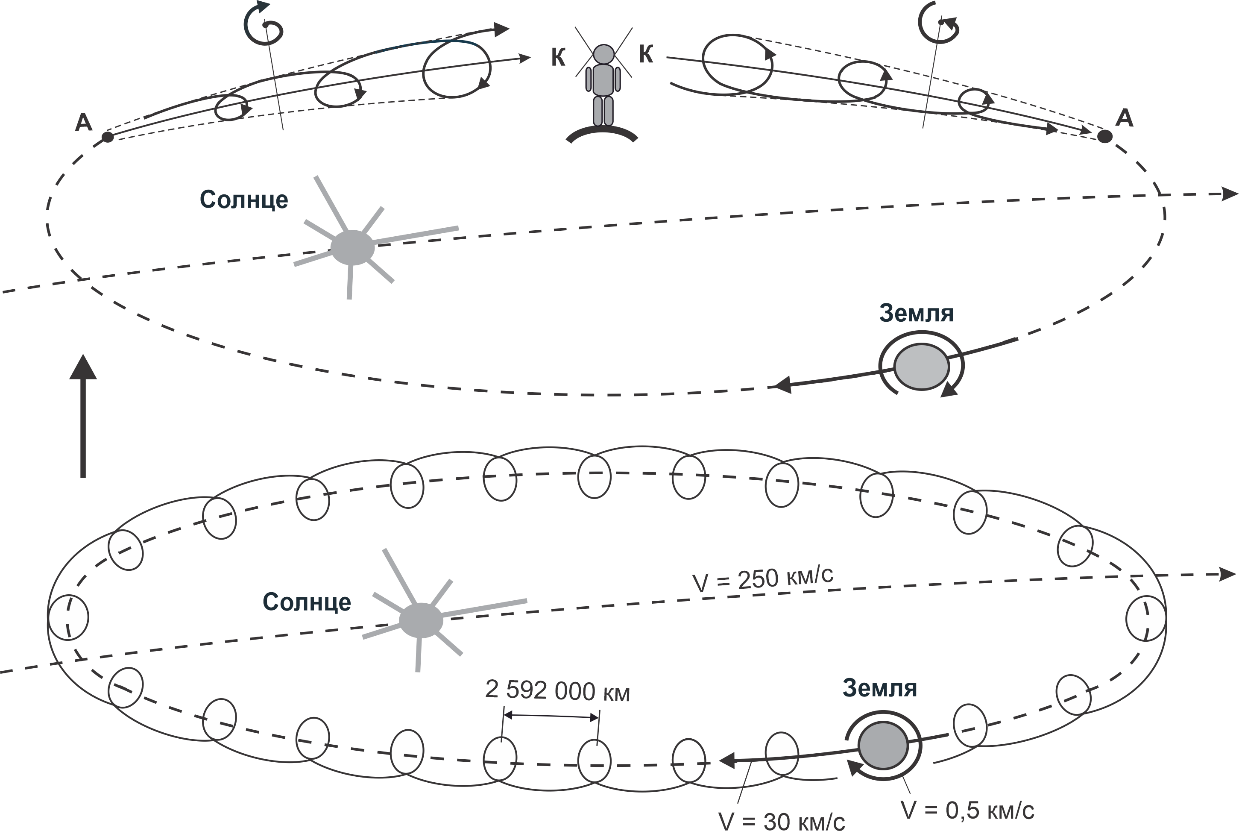 К
К
А
А
Солнце
Земля
V = 250 км/с
Солнце
2 592 000 км
Земля
V = 30 км/с
V = 0,5 км/с